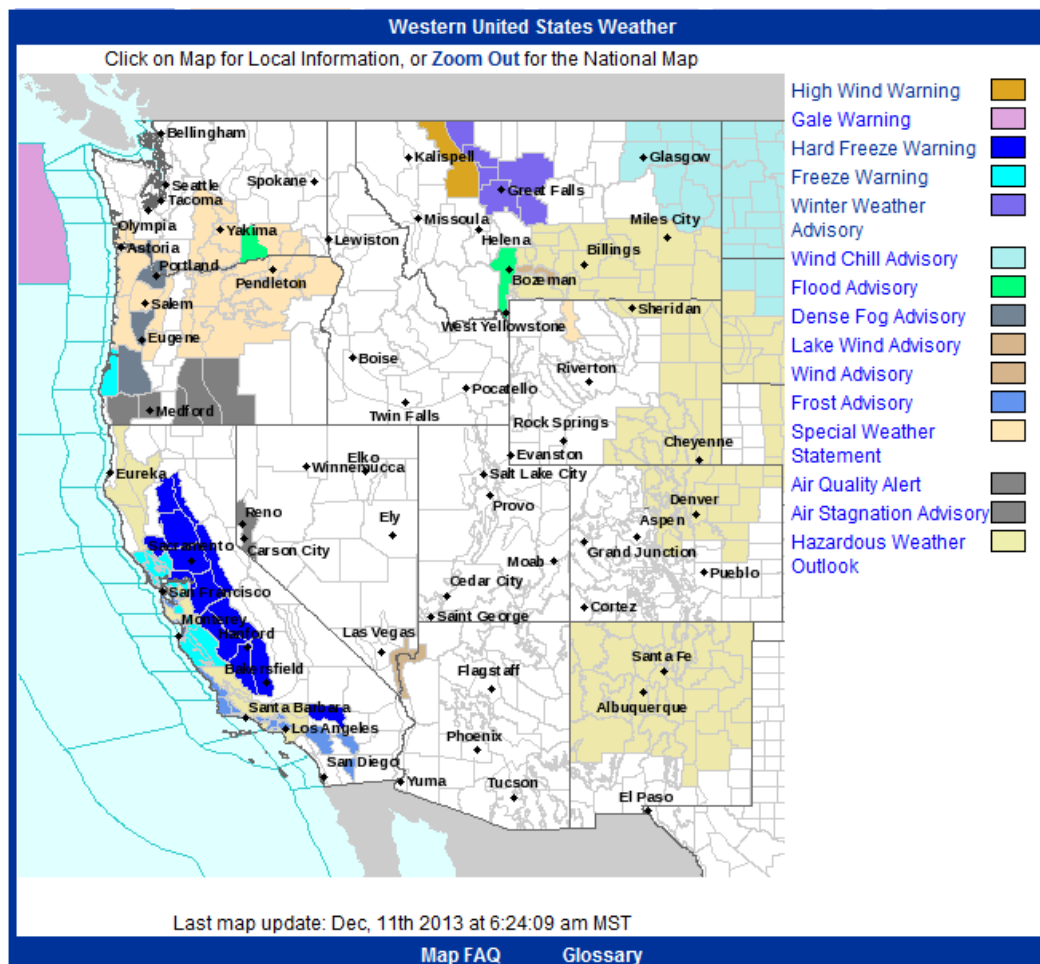 Western United States Weather
Click on Map for Local Information, or Zoom Out for the National Map
Bellingham
Seattle
Tacoma
Olympia
Spokane
Yakima
Astoria
Portland
Pendleton
Salem
Eugene
Medford
Kalispell
Great Falls
Glasgow
Missoula
Helena
Miles City
Lewiston
Billings
Bozeman
West Yellowstone
Sheridan
Boise
Pocatello
Twin Falls
Riverton
Rock Springs
Cheyenne
Evanston
Eureka
Elko
Winnemucca
Salt Lake City
Provo
Reno
Ely
Carson City
Sacramento
San Francisco
Denver
Aspen
Moab
Grand Junction
Pueblo
Cedar City
Cortez
Saint George
Monterey
Hanford
Las Vegas
Bakersfield
Flagstaff
Santa Fe
Albuquerque
Santa Barbara
Los Angeles
Phoenix
San Diego
Yuma
Tucson
El Paso
High Wind Warning
Gale Warning
Hard Freeze Warning
Freeze Warning
Winter Weather
Advisory
Wind Chill Advisory
Flood Advisory
Dense Fog Advisory
Lake Wind Advisory
Wind Advisory
Frost Advisory
Special Weather
Statement
Air Quality Alert
Air Stagnation Advisory
Hazardous Weather
Outlook
Last map update: Dec, 11th 2013 at 6:24:09 am MST
Map FAQ Glossary